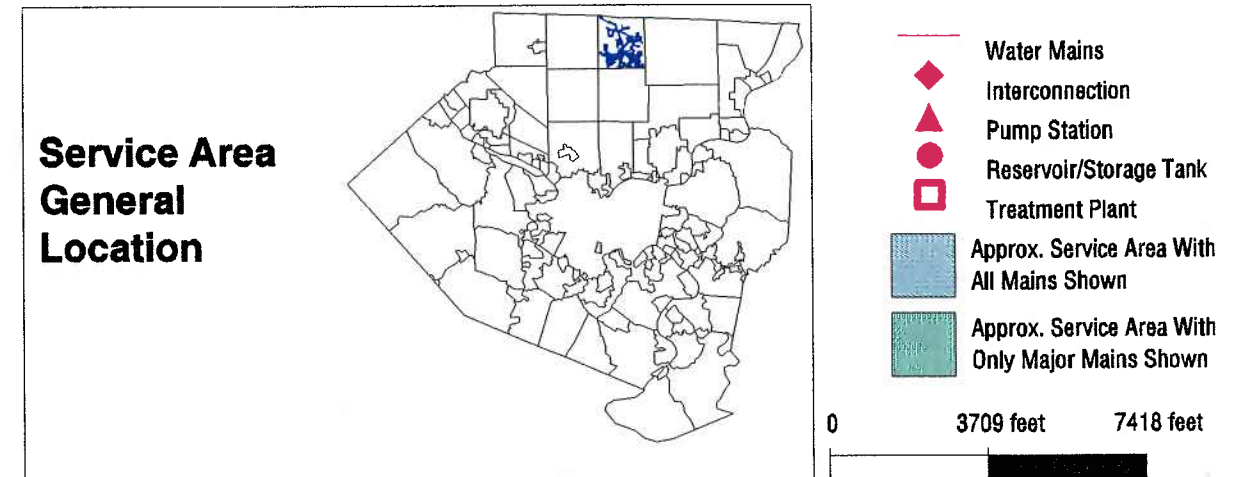 Service Area
General
Location
Water Mains
Interconnection
Pump Station
Reservoir/Storage Tank
Treatment Plant
Approx. Service Area With
All Mains Shown
Approx. Service Area With
Only Major Mains Shown
0 3709 feet 7418 feet